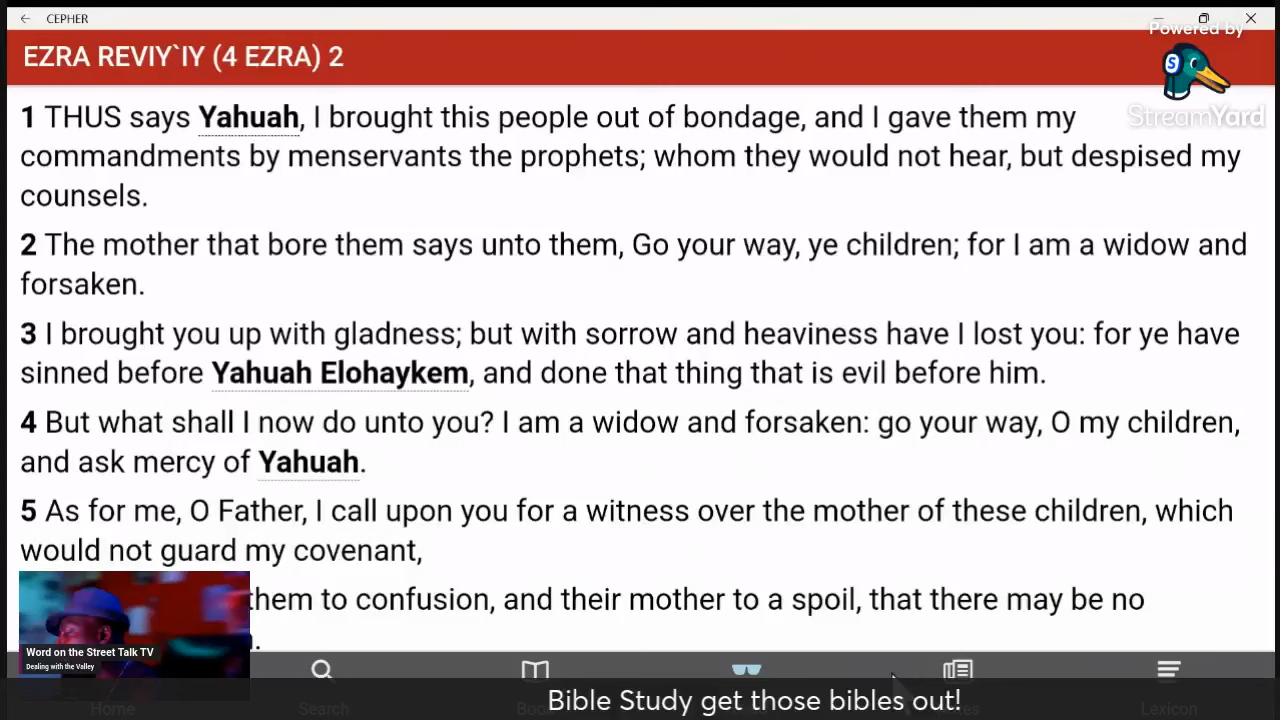 CEPHER
Powered by
EZRA REVIY`IY (4 EZRA) 2
StreamYard
1 THUS says Yahuah, I brought this people out of bondage, and I gave them my
commandments by menservants the prophets; whom they would not hear, but despised my
counsels.
2 The mother that bore them says unto them, Go your way, ye children; for I am a widow and
forsaken.
3 I brought you up with gladness; but with sorrow and heaviness have I lost you: for ye have
sinned before Yahuah Elohaykem, and done that thing that is evil before him.
4 But what shall I now do unto you? I am a widow and forsaken: go your way, O my children,
and ask mercy of Yahuah.
5 As for me, O Father, I call upon you for a witness over the mother of these children, which
would not guard my covenant,
them to confusion, and their mother to a spoil, that there may be no
Word on the Street Talk TV
Dealing with the Valley
Bible Study get those bibles out!
Home
Search
Lexicon